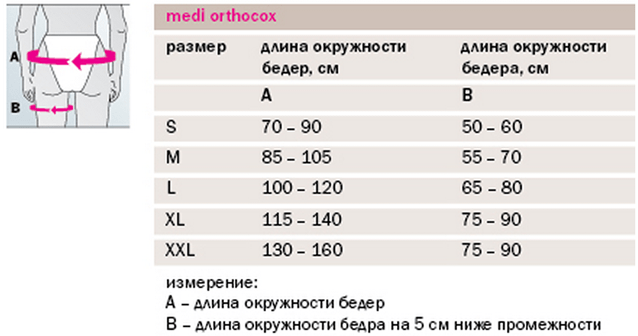 A
B
medi orthocox
размер длина окружности бедер, см длина окружности бедера, см
A B
S 70 – 90 50 – 60
M 85 – 105 55 – 70
L 100 – 120 65 – 80
XL 115 – 140 75 – 90
XXL 130 – 160 75 – 90
измерение:
A – длина окружности бедер
B – длина окружности бедра на 5 см ниже промежности